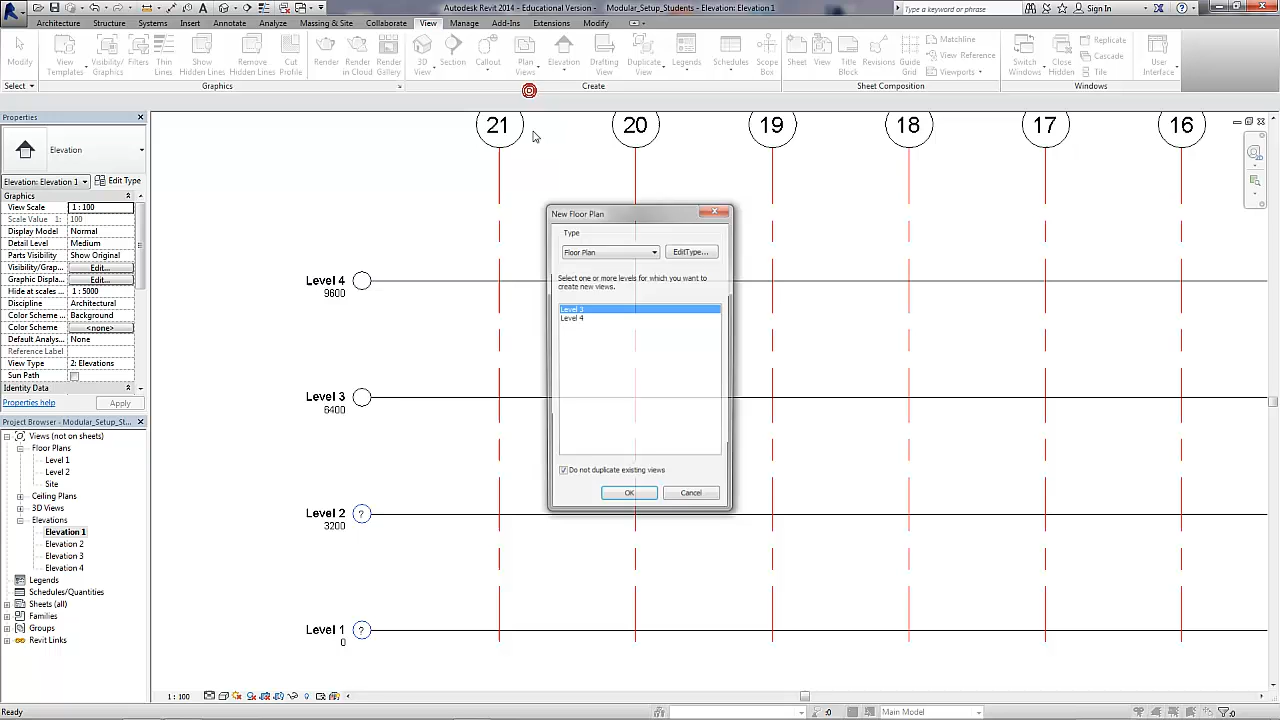 Autodesk Revit 2014 - Educational Version - Modular_Setup_Students - Elevation: Elevation 1
Type a keyword or phrase
Sign In
Architecture Structure Systems Insert Annotate Analyze Massing & Site Collaborate View Manage Add-Ins Extensions Modify
Modify
View Templates
Visibility/ Graphics
Filters
Thin Lines
Show Hidden Lines
Remove Hidden Lines
Cut Profile
Render
Render in Cloud
Render Gallery
3D View
Section
Callout
Plan Views
Elevation
Drafting View
Duplicate View
Legends
Schedules
Scope Box
Sheet
View
Title Block
Revisions
Guide Grid
Matchline
View Reference
Viewports
Switch Windows
Close Hidden
Replicate
Cascade
Tile
User Interface
Select Graphics Create Sheet Composition Windows
Properties
Elevation
Elevation: Elevation 1 Edit Type
Graphics
View Scale 1 : 100
Scale Value 1: 100
Display Model Normal
Detail Level Medium
Parts Visibility Show Original
Visibility/Grap... Edit...
Graphic Displa... Edit...
Hide at scales ... 1 : 5000
Discipline Architectural
Color Scheme ... Background
Color Scheme <none>
Default Analys... None
Reference Label
View Type 2: Elevations
Sun Path
Identity Data
Properties help Apply
Project Browser - Modular_Setup_St...
Views (not on sheets)
Floor Plans
Level 1
Level 2
Site
Ceiling Plans
3D Views
Elevations
Elevation 1
Elevation 2
Elevation 3
Elevation 4
Legends
Schedules/Quantities
Sheets (all)
Families
Groups
Revit Links
21 20 19 18 17 16
Level 4
9600
Level 3
6400
Level 2 ?
3200
Level 1 ?
0
New Floor Plan
Type
Floor Plan EditType...
Select one or more levels for which you want to
create new views.
Level 3
Level 4
Do not duplicate existing views
OK Cancel
1 : 100
Ready
:0
Main Model
:0